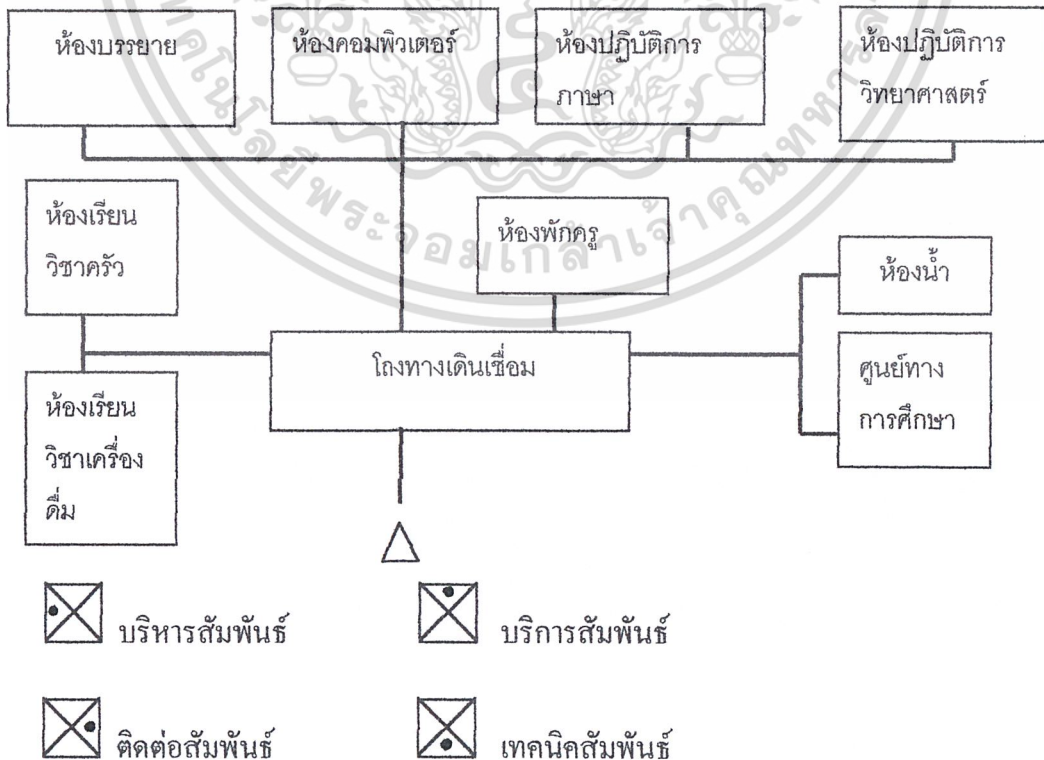 ห้องบรรยาย
ห้องคอมพิวเตอร์
ห้องปฏิบัติการ
ภาษา
ห้องปฏิบัติการ
วิทยาศาสตร์
ห้องเรียน
วิชาครัว
ห้องพักครู
ห้องน้ำ
โถงทางเดินเชื่อม
ศูนย์ทาง
การศึกษา
ห้องเรียน
วิชาเครื่อง
ดื่ม
บริหารสัมพันธ์
บริการสัมพันธ์
ติดต่อสัมพันธ์
เทคนิคสัมพันธ์